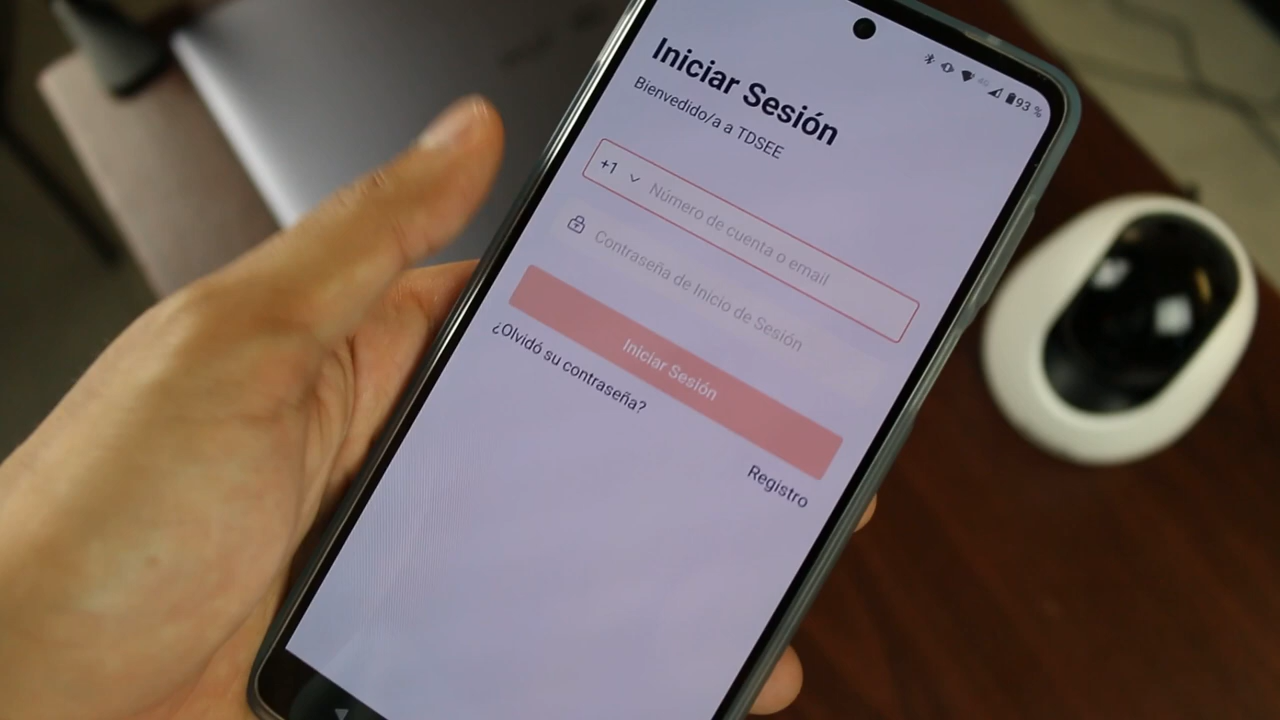 93 %
Iniciar Sesión
Bienvedido/a a TDSEE
+1 Número de cuenta o email
Contraseña de Inicio de Sesión
Iniciar Sesión
¿Olvidó su contraseña?
Registro